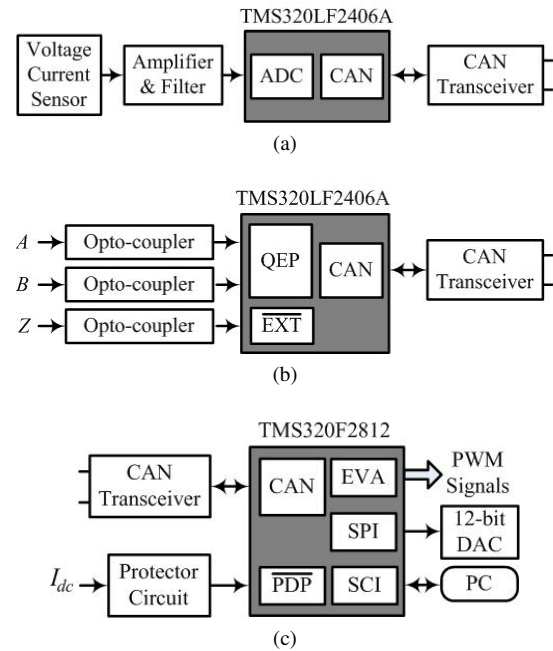 TMS320LF2406A
Voltage
Current
Sensor
Amplifier
& Filter
ADC
CAN
CAN
Transceiver
(a)
TMS320LF2406A
A
Opto-coupler
B
Opto-coupler
Z
Opto-coupler
QEP
CAN
EXT
CAN
Transceiver
(b)
TMS320F2812
CAN
Transceiver
CAN
EVA
PWM
Signals
SPI
12-bit
DAC
Idc
Protector
Circuit
PDP
SCI
PC
(c)